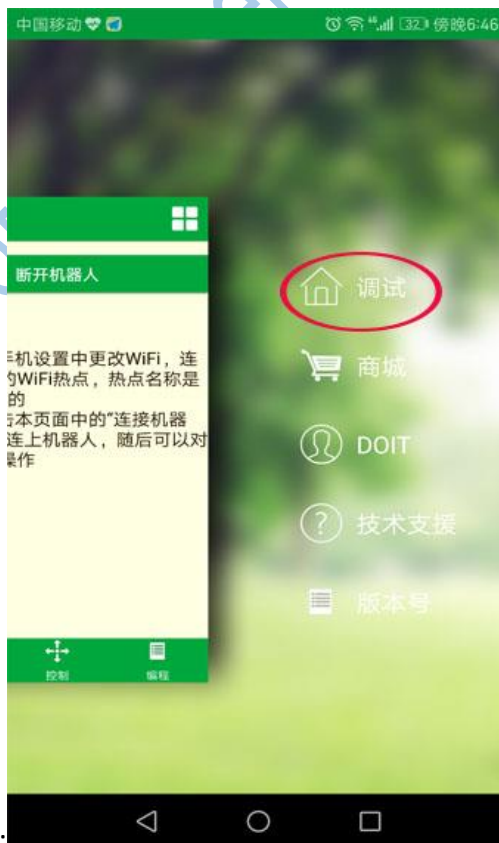 中国移动
46 32 傍晚6:46
断开机器人
手机设置中更改WiFi，连
的WiFi热点，热点名称是
的
击本页面中的“连接机器
连上机器人，随后可以对
操作
控制
编程
调试
商城
DOIT
技术支援
版本号